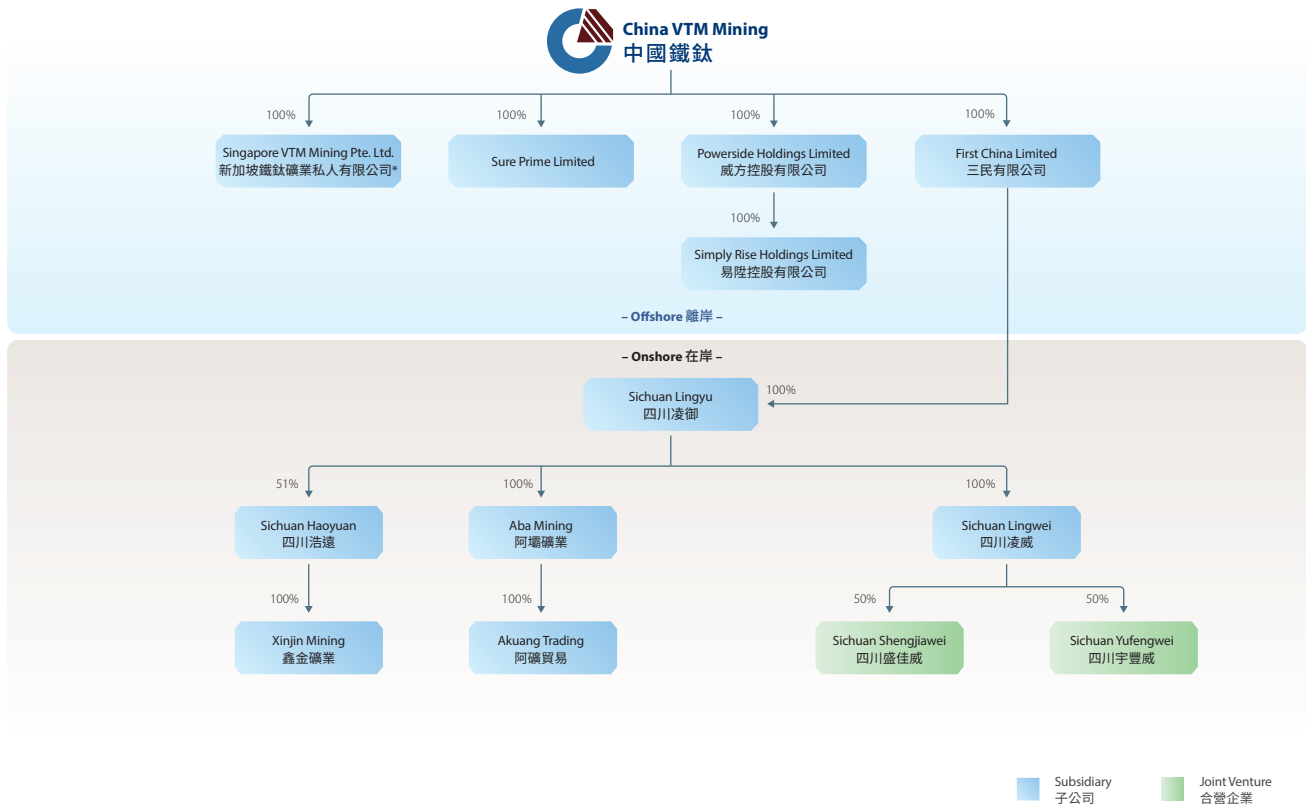 China VTM Mining
中國鐵鈦
100%
100%
100%
100%
Singapore VTM Mining Pte. Ltd.
新加坡鐵鈦礦業私人有限公司*
Sure Prime Limited
Powerside Holdings Limited
威方控股有限公司
First China Limited
三民有限公司
100%
Simply Rise Holdings Limited
易陞控股有限公司
– Offshore 離岸 –
– Onshore 在岸 –
Sichuan Lingyu
四川凌御
100%
51%
100%
100%
Sichuan Haoyuan
四川浩遠
Aba Mining
阿壩礦業
Sichuan Lingwei
四川凌威
100%
100%
50%
50%
Xinjin Mining
鑫金礦業
Akuang Trading
阿礦貿易
Sichuan Shengjiawei
四川盛佳威
Sichuan Yufengwei
四川宇豐威
Subsidiary
子公司
Joint Venture
合營企業